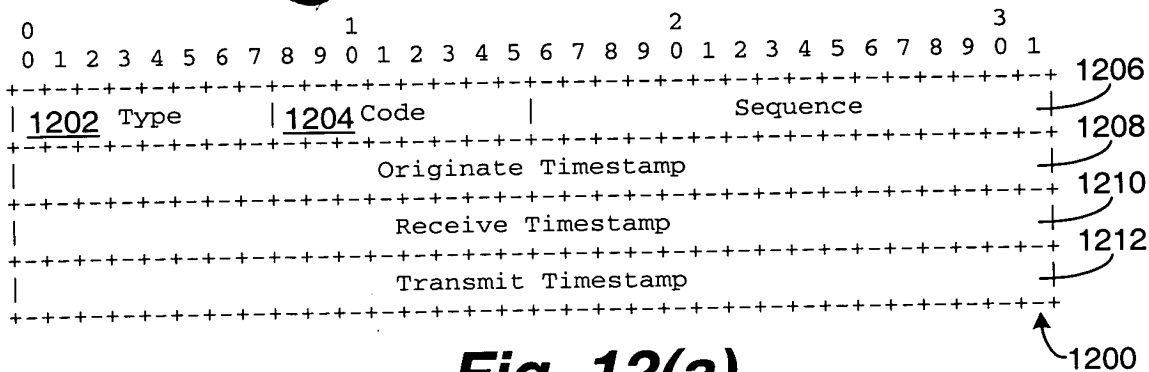 0 1 2 3
0 1 2 3 4 5 6 7 8 9 0 1 2 3 4 5 6 7 8 9 0 1 2 3 4 5 6 7 8 9 0 1
+-+-+-+-+-+-+-+-+-+-+-+-+-+-+-+-+-+-+-+-+-+-+-+-+-+-+-+-+-+-+-+-+ 1206
| 1202 Type | 1204 Code | Sequence |
+-+-+-+-+-+-+-+-+-+-+-+-+-+-+-+-+-+-+-+-+-+-+-+-+-+-+-+-+-+-+-+-+ 1208
| Originate Timestamp |
+-+-+-+-+-+-+-+-+-+-+-+-+-+-+-+-+-+-+-+-+-+-+-+-+-+-+-+-+-+-+-+-+ 1210
| Receive Timestamp |
+-+-+-+-+-+-+-+-+-+-+-+-+-+-+-+-+-+-+-+-+-+-+-+-+-+-+-+-+-+-+-+-+ 1212
| Transmit Timestamp |
+-+-+-+-+-+-+-+-+-+-+-+-+-+-+-+-+-+-+-+-+-+-+-+-+-+-+-+-+-+-+-+-+
1200
Fig. 12(a)